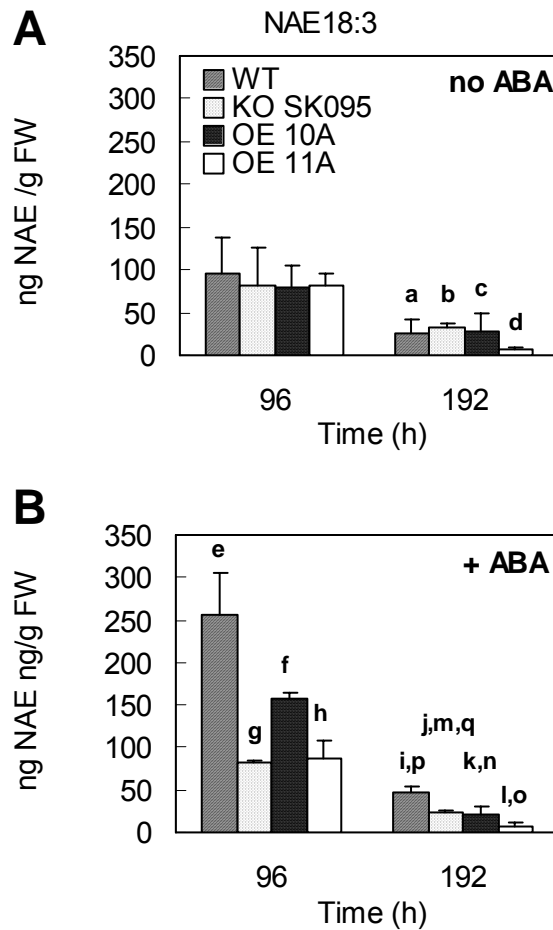 A
NAE18:3
ng NAE /g FW
350
300
250
200
150
100
50
0
WT
KO SK095
OE 10A
OE 11A
no ABA
a
b
c
d
96
192
Time (h)
B
ng NAE ng/g FW
350
300
250
200
150
100
50
0
+ ABA
e
f
g
h
j,m,q
i,p
k,n
l,o
96
192
Time (h)